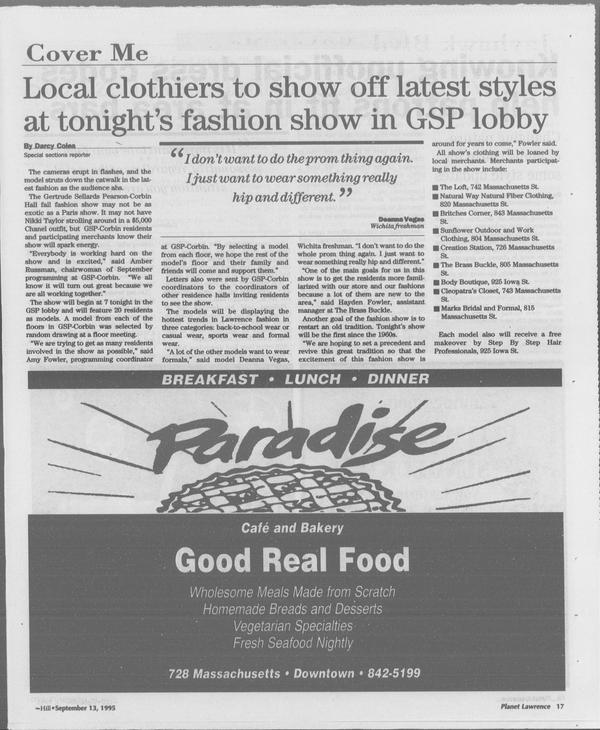 Cover Me
Local clothiers to show off latest styles
at tonight's fashion show in GSP lobby
By Darcy Colea
Special sections reporter
The cameras erupt in flashes, and the
model struts down the catwalk in the lat-
est fashion as the audience ahs.
The Gertrude Sellards Pearson-Corbin
Hall fall fashion show may not be as
exotic as a Paris show. It may not have
Nikki Taylor strolling around in a $5,000
Chanel outfit, but GSP-Corbin residents
and participating merchants know their
show will spark energy.
"Everybody is working hard on the
show and is excited," said Amber
Russman, chairwoman of September
programming at GSP-Corbin. "We all
know it will turn out great because we
are all working together."
The show will begin at 7 tonight in the
GSP lobby and will feature 20 residents
as models. A model from each of the
floors in GSP-Corbin was selected by
random drawing at a floor meeting.
"We are trying to get as many residents
involved in the show as possible," said
Amy Fowler, programming coordinator
"I don't want to do the prom thing again.
I just want to wear something really
hip and different."
Deanna Vegas
Wichita freshman
at GSP-Corbin. "By selecting a model
from each floor, we hope the rest of the
model's floor and their family and
friends will come and support them."
Letters also were sent by GSP-Corbin
coordinators to the coordinators of
other residence halls inviting residents
to see the show.
The models will be displaying the
hottest trends in Lawrence fashion in
three categories: back-to-school wear or
casual wear, sports wear and formal
wear.
"A lot of the other models want to wear
formals," said model Deanna Vegas,
Wichita freshman. "I don't want to do the
whole prom thing again. I just want to
wear something really hip and different."
"One of the main goals for us in this
show is to get the residents more famil-
iarized with our store and our fashions
because a lot of them are new to the
area," said Hayden Fowler, assistant
manager at The Brass Buckle.
Another goal of the fashion show is to
restart an old tradition. Tonight's show
will be the first since the 1960s.
"We are hoping to set a precedent and
revive this great tradition so that the
excitement of this fashion show is
around for years to come," Fowler said.
All show's clothing will be loaned by
local merchants. Merchants participat-
ing in the show include:
■ The Loft, 742 Massachusetts St.
■ Natural Way Natural Fiber Clothing,
820 Massachusetts St.
■ Britches Corner, 843 Massachusetts
St.
■ Sunflower Outdoor and Work
Clothing, 804 Massachusetts St.
■ Creation Station, 726 Massachusetts
St.
■ The Brass Buckle, 805 Massachusetts
St.
■ Body Boutique, 925 Iowa St.
■ Cleopatra's Closet, 743 Massachusetts
St.
■ Marks Bridal and Formal, 815
Massachusetts St.
Each model also will receive a free
makeover by Step By Step Hair
Professionals, 925 Iowa St.
BREAKFAST • LUNCH • DINNER
Paradise
Café and Bakery
Good Real Food
Wholesome Meals Made from Scratch
Homemade Breads and Desserts
Vegetarian Specialties
Fresh Seafood Nightly
728 Massachusetts • Downtown • 842-5199
Hill • September 13, 1995
Planet Lawrence 17